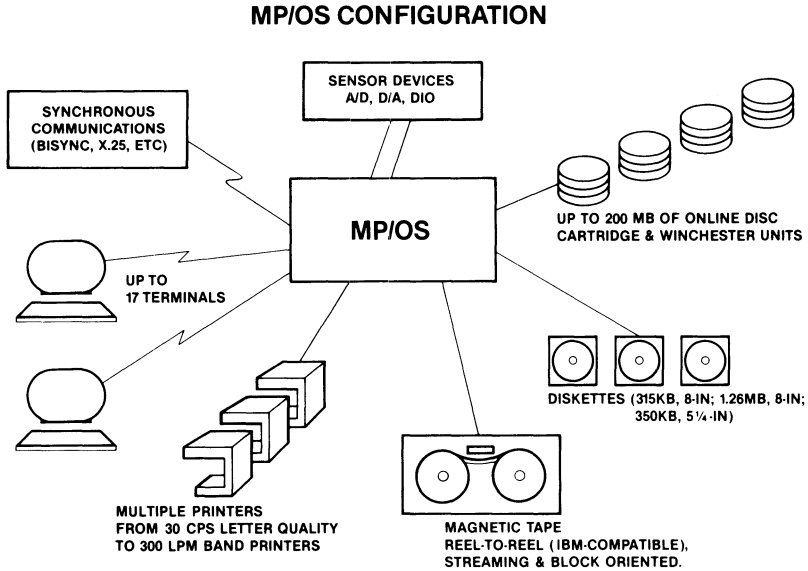 MP/OS CONFIGURATION
SENSOR DEVICES
A/D, D/A, DIO
SYNCHRONOUS
COMMUNICATIONS
(BISYNC, X.25, ETC)
MP/OS
UP TO 200 MB OF ONLINE DISC
CARTRIDGE & WINCHESTER UNITS
UP TO
17 TERMINALS
DISKETTES (315KB, 8-IN; 1.26MB, 8-IN;
350KB, 5¼-IN)
MULTIPLE PRINTERS
FROM 30 CPS LETTER QUALITY
TO 300 LPM BAND PRINTERS
MAGNETIC TAPE
REEL-TO-REEL (IBM-COMPATIBLE),
STREAMING & BLOCK ORIENTED.